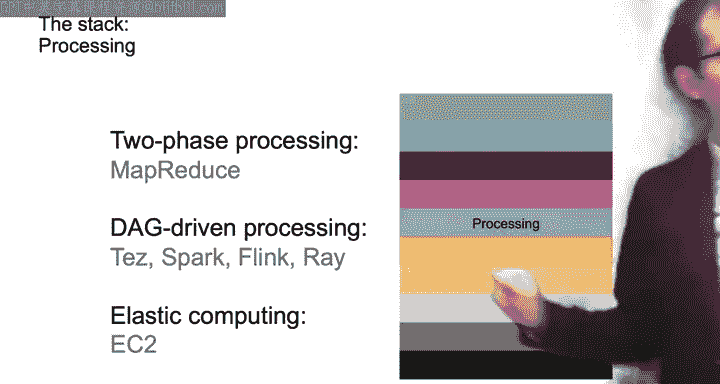 The stack:
Processing
Two-phase processing:
MapReduce
DAG-driven processing:
Tez, Spark, Flink, Ray
Elastic computing:
EC2
Processing